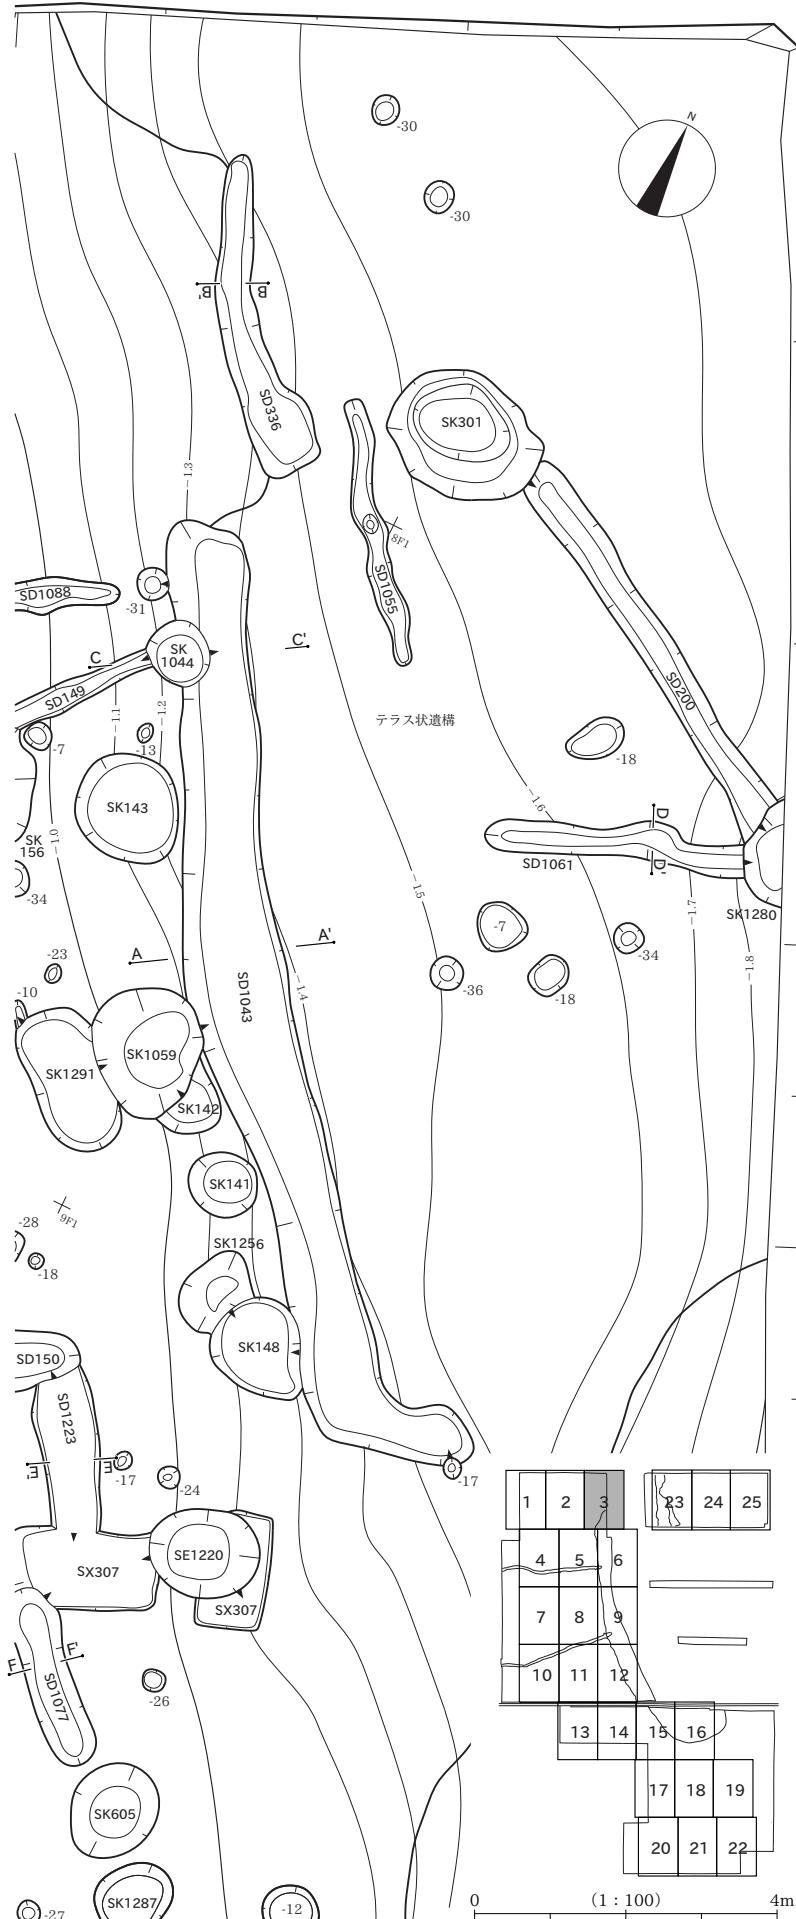 N
-30
-30
B'
B
SD336
SK301
-1.3
8F1
SD1055
SD1088
-31
SK
1044
C
C'
SD149
SD200
-1.1
-1.2
テラス状遺構
-7
-13
-18
SK143
-1.6
D
D'
SK
156
-1.0
SD1061
-34
-1.5
-1.7
SK1280
-7
A'
-34
-23
A
-1.8
-36
-18
-10
SD1043
-1.4
SK1059
SK1291
SK142
SK141
9F1
-28
-18
SK1256
SK148
SD150
SD1223
E'
E
-17
-24
-17
SE1220
SX307
SX307
F
F'
SD1077
-26
SK605
SK1287
-27
-12
1 2 3 23 24 25
4 5 6
7 8 9
10 11 12
13 14 15 16
17 18 19
20 21 22
0 (1:100) 4m